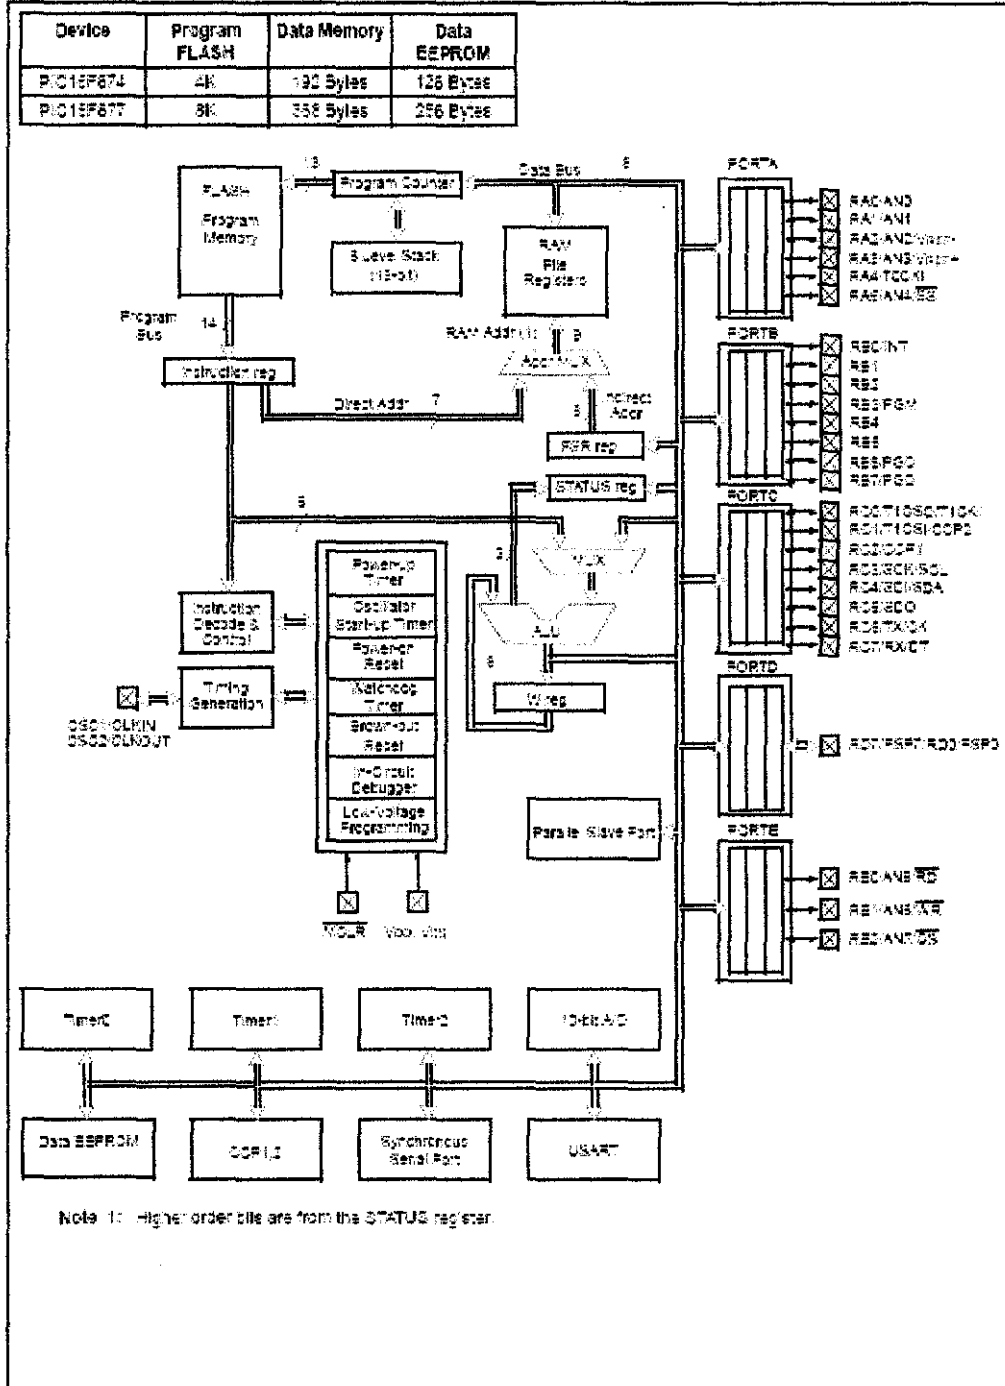 Device
Program FLASH
Data Memory
Data EEPROM
PIC16F874
4K
192 Bytes
128 Bytes
PIC16F877
8K
368 Bytes
256 Bytes
13
Program Counter
Data Bus
8
PORTA
FLASH
Program
Memory
8 Level Stack
(13-bit)
RAM
File
Registers
RA0/AN0
RA1/AN1
RA2/AN2/VREF-
RA3/AN3/VREF+
RA4/T0CKI
RA5/AN4/SS
Program
Bus
14
RAM Addr(1)
9
PORTB
Instruction reg
Addr MUX
Direct Addr
7
8
Indirect
Addr
RB0/INT
RB1
RB2
RB3/PGM
RB4
RB5
RB6/PGC
RB7/PGD
FSR reg
STATUS reg
PORTC
8
3
MUX
RC0/T1OSO/T1CKI
RC1/T1OSI/CCP2
RC2/CCP1
RC3/SCK/SCL
RC4/SDI/SDA
RC5/SDO
RC6/TX/CK
RC7/RX/DT
Power-up
Timer
Instruction
Decode &
Control
Oscillator
Start-up Timer
ALU
Power-on
Reset
8
PORTD
Timing
Generation
Watchdog
Timer
W reg
OSC1/CLKIN
OSC2/CLKOUT
Brown-out
Reset
RD7/PSP7:RD0/PSP0
In-Circuit
Debugger
Low-Voltage
Programming
Parallel Slave Port
PORTE
RE0/AN5/RD
RE1/AN6/WR
RE2/AN7/CS
MCLR
VDD, VSS
Timer0
Timer1
Timer2
10-bit A/D
Data EEPROM
CCP1,2
Synchronous
Serial Port
USART
Note 1: Higher order bits are from the STATUS register.